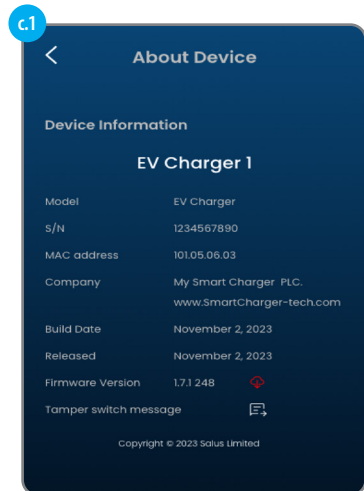 c.1
About Device
Device Information
EV Charger 1
Model EV Charger
S/N 1234567890
MAC address 101.05.06.03
Company My Smart Charger PLC.
www.SmartCharger-tech.com
Build Date November 2, 2023
Released November 2, 2023
Firmware Version 1.7.1 248
Tamper switch message
Copyright © 2023 Salus Limited